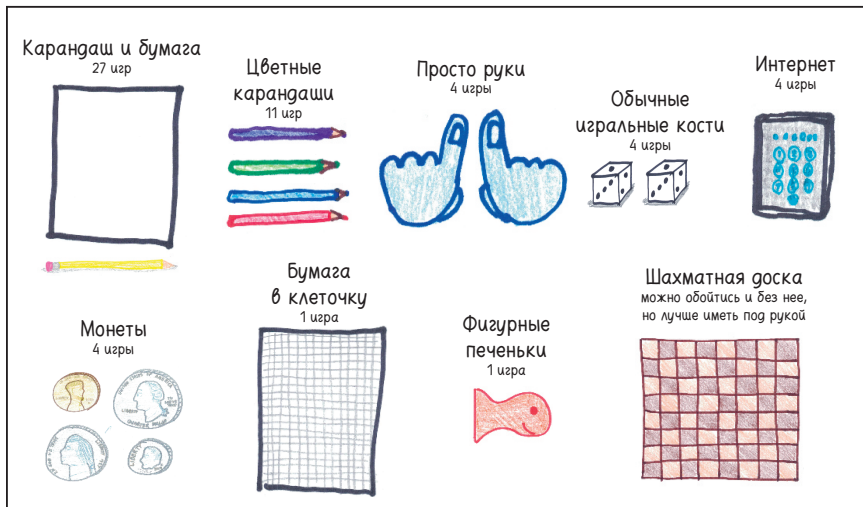 Карандаш и бумага
27 игр
Цветные
карандаши
11 игр
Просто руки
4 игры
Обычные
игральные кости
4 игры
Интернет
4 игры
Монеты
4 игры
Бумага
в клеточку
1 игра
Фигурные
печеньки
1 игра
Шахматная доска
можно обойтись и без нее,
но лучше иметь под рукой
LIBERTY
LIBERTY